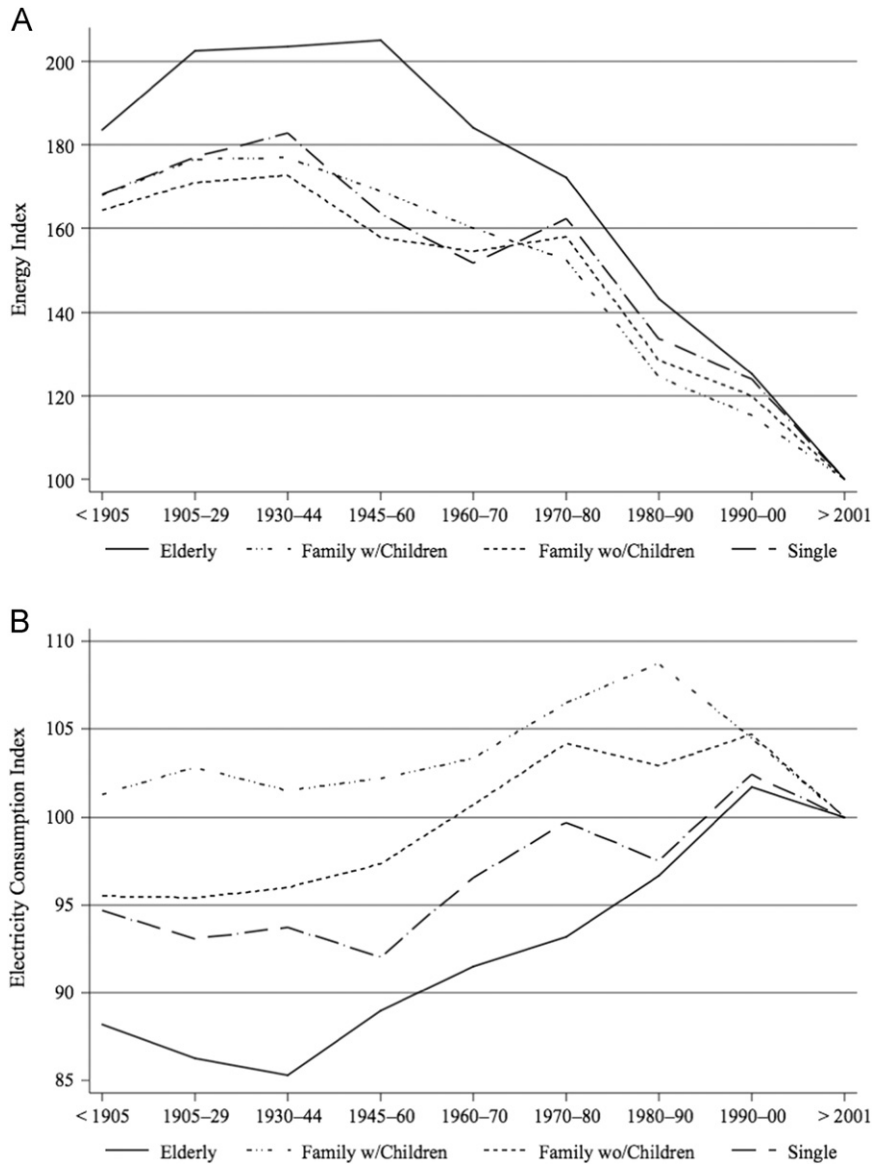 A
200
180
160
140
120
100
Energy Index
< 1905 1905–29 1930–44 1945–60 1960–70 1970–80 1980–90 1990–00 > 2001
Elderly Family w/Children Family wo/Children Single
B
110
105
100
95
90
85
Electricity Consumption Index
< 1905 1905–29 1930–44 1945–60 1960–70 1970–80 1980–90 1990–00 > 2001
Elderly Family w/Children Family wo/Children Single